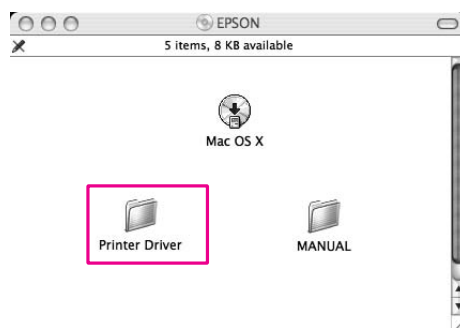 EPSON
5 items, 8 KB available
Mac OS X
Printer Driver
MANUAL